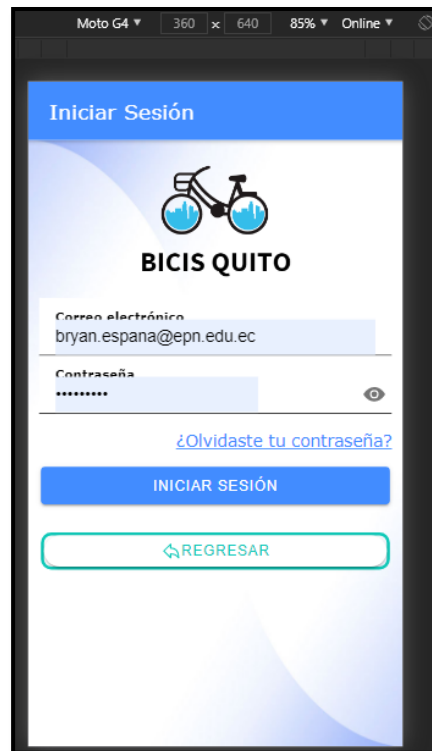 Moto G4 ▼ 360 x 640 85% ▼ Online ▼
Iniciar Sesión
BICIS QUITO
Correo electrónico
bryan.espana@epn.edu.ec
Contraseña
•••••••••
¿Olvidaste tu contraseña?
INICIAR SESIÓN
REGRESAR